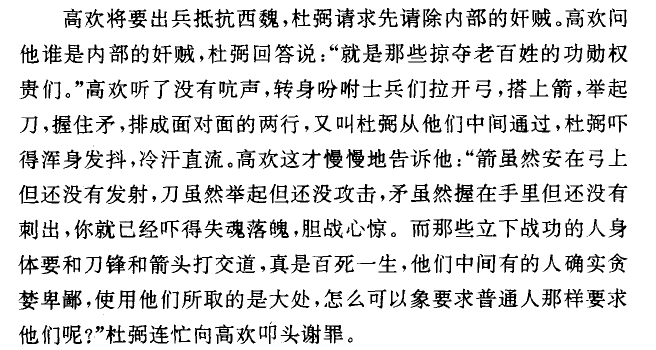 高欢将要出兵抵抗西魏,杜弼请求先请除内部的奸贼。高欢问
他谁是内部的奸贼,杜弼回答说:“就是那些掠夺老百姓的功勋权
贵们。”高欢听了没有吭声,转身吩咐士兵们拉开弓,搭上箭,举起
刀,握住矛,排成面对面的两行,又叫杜弼从他们中间通过,杜弼吓
得浑身发抖,冷汗直流。高欢这才慢慢地告诉他:“箭虽然安在弓上
但还没有发射,刀虽然举起但还没攻击,矛虽然握在手里但还没有
刺出,你就已经吓得失魂落魄,胆战心惊。而那些立下战功的人身
体要和刀锋和箭头打交道,真是百死一生,他们中间有的人确实贪
婪卑鄙,使用他们所取的是大处,怎么可以象要求普通人那样要求
他们呢?”杜弼连忙向高欢叩头谢罪。